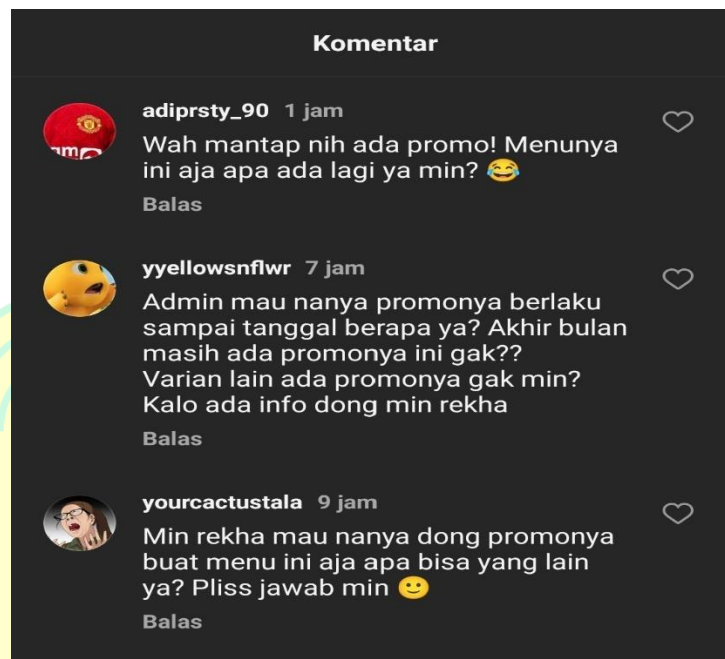 Komentar
adiprsty_90 1 jam
Wah mantap nih ada promo! Menunya
ini aja apa ada lagi ya min? 😂
Balas
yyellowsnflwr 7 jam
Admin mau nanya promonya berlaku
sampai tanggal berapa ya? Akhir bulan
masih ada promonya ini gak??
Varian lain ada promonya gak min?
Kalo ada info dong min rekha
Balas
yourcactustala 9 jam
Min rekha mau nanya dong promonya
buat menu ini aja apa bisa yang lain
ya? Pliss jawab min 🙂
Balas